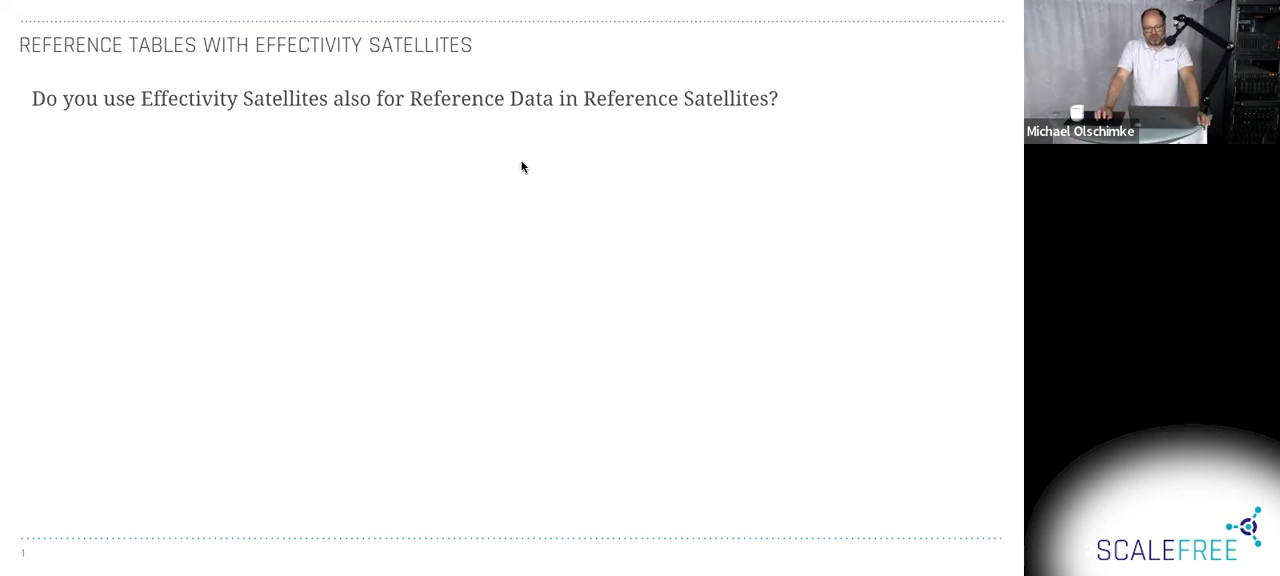 REFERENCE TABLES WITH EFFECTIVITY SATELLITES
Do you use Effectivity Satellites also for Reference Data in Reference Satellites?
Michael Olschimke
1
SCALEFREE